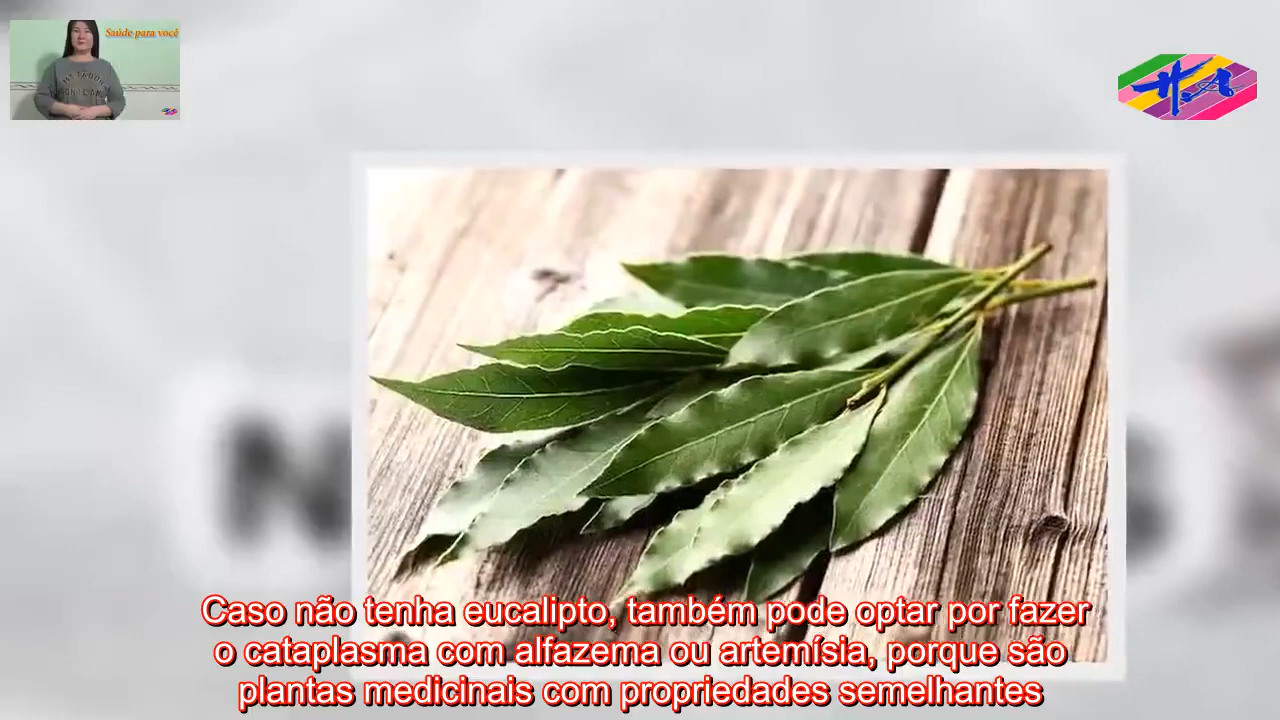 Saúde para você
Caso não tenha eucalipto, também pode optar por fazer
o cataplasma com alfazema ou artemísia, porque são
plantas medicinais com propriedades semelhantes